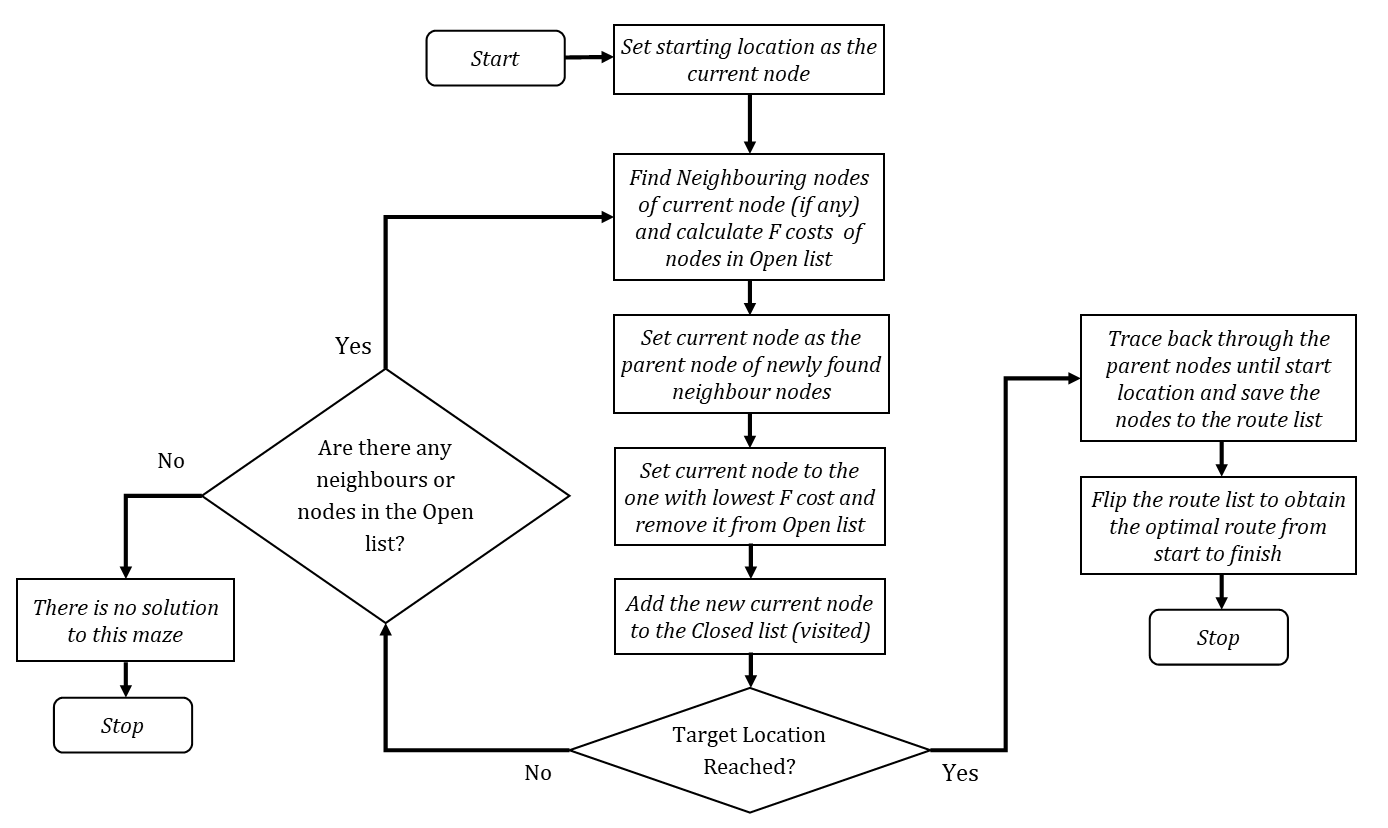 Start
Set starting location as the
current node
Find Neighbouring nodes
of current node (if any)
and calculate F costs of
nodes in Open list
Set current node as the
parent node of newly found
neighbour nodes
Set current node to the
one with lowest F cost and
remove it from Open list
Add the new current node
to the Closed list (visited)
Target Location
Reached?
No
Yes
Are there any
neighbours or
nodes in the Open
list?
Yes
No
There is no solution
to this maze
Stop
Trace back through the
parent nodes until start
location and save the
nodes to the route list
Flip the route list to obtain
the optimal route from
start to finish
Stop